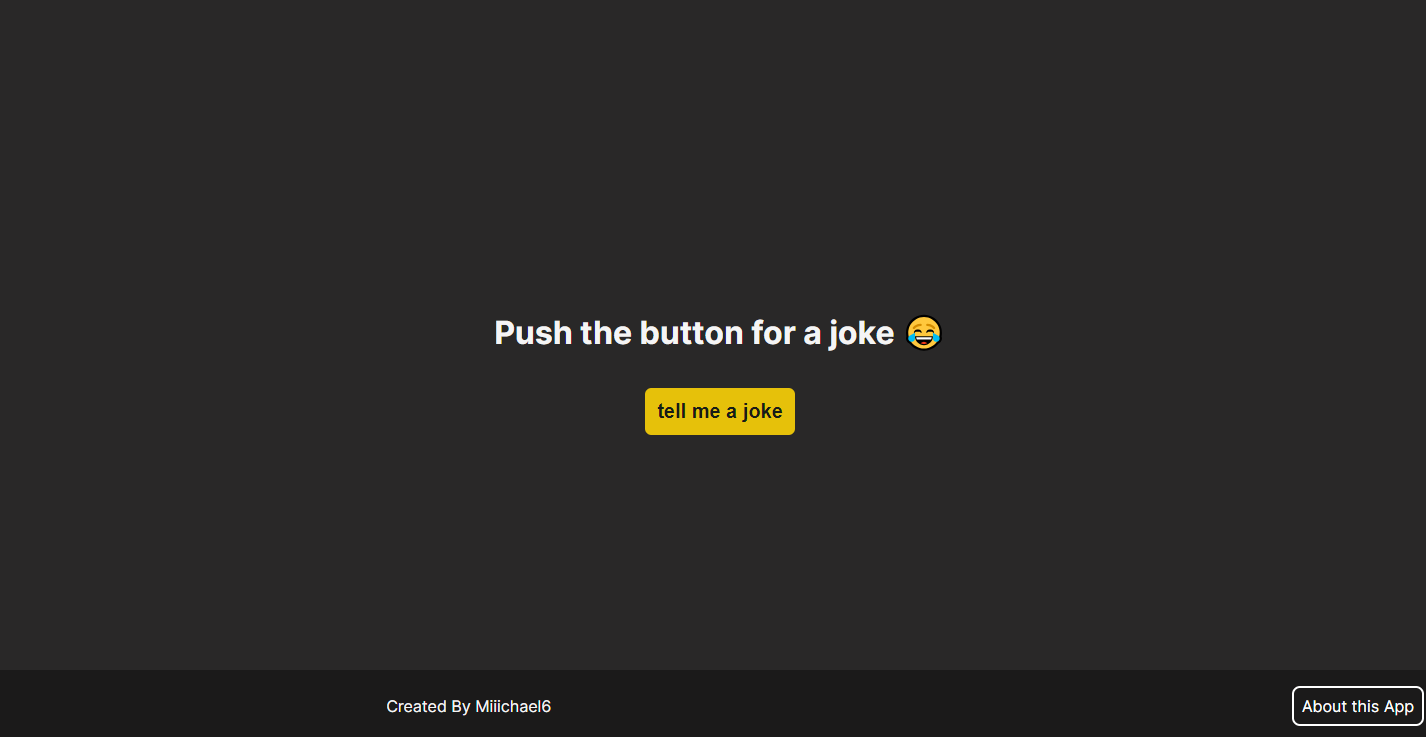 Push the button for a joke 😂
tell me a joke
Created By Miiichael6
About this App